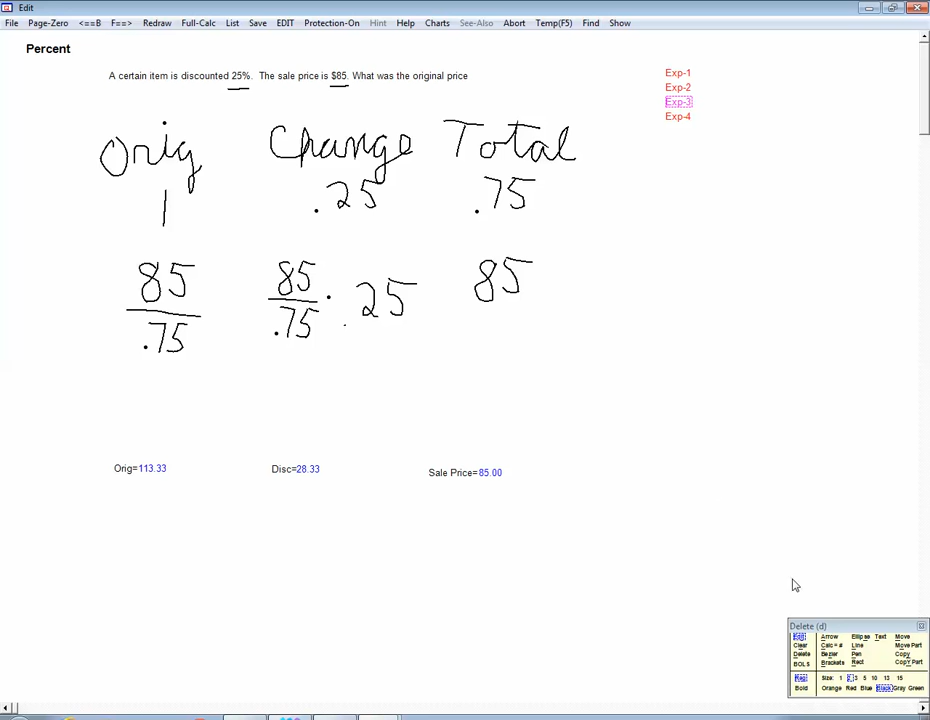 Edit
File Page-Zero <==B F==> Redraw Full-Calc List Save EDIT Protection-On Hint Help Charts See-Also Abort Temp(F5) Find Show
Percent
A certain item is discounted 25%. The sale price is $85. What was the original price
Exp-1
Exp-2
Exp-3
Exp-4
Orig Change Total
1 .25 .75
85 85 85
.75 .75 · .25
Orig=113.33 Disc=28.33 Sale Price=85.00
Delete (d)
Arrow Ellipse Text Move
Clear Calc = # Line Move Part
Delete Bezier Pen Copy
BOL S Brackets Rect Copy Part
Size: 1 2 3 5 10 13 15
Bold Orange Red Blue Black Gray Green